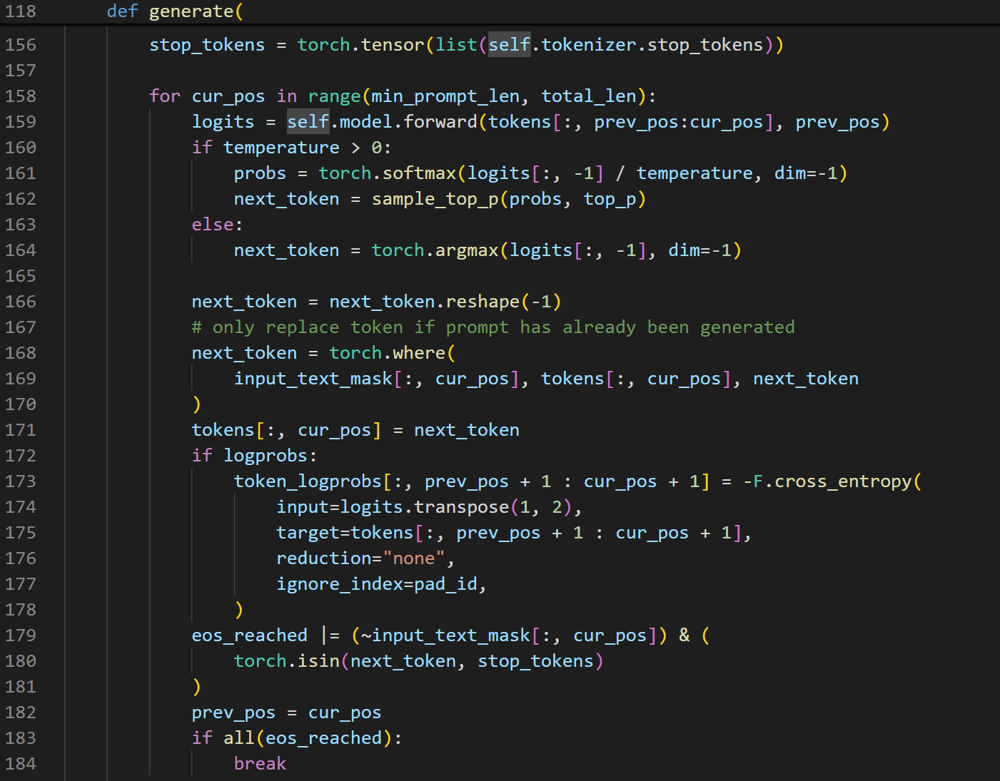 118 def generate(
156 stop_tokens = torch.tensor(list(self.tokenizer.stop_tokens))
157
158 for cur_pos in range(min_prompt_len, total_len):
159 logits = self.model.forward(tokens[:, prev_pos:cur_pos], prev_pos)
160 if temperature > 0:
161 probs = torch.softmax(logits[:, -1] / temperature, dim=-1)
162 next_token = sample_top_p(probs, top_p)
163 else:
164 next_token = torch.argmax(logits[:, -1], dim=-1)
165
166 next_token = next_token.reshape(-1)
167 # only replace token if prompt has already been generated
168 next_token = torch.where(
169 input_text_mask[:, cur_pos], tokens[:, cur_pos], next_token
170 )
171 tokens[:, cur_pos] = next_token
172 if logprobs:
173 token_logprobs[:, prev_pos + 1 : cur_pos + 1] = -F.cross_entropy(
174 input=logits.transpose(1, 2),
175 target=tokens[:, prev_pos + 1 : cur_pos + 1],
176 reduction="none",
177 ignore_index=pad_id,
178 )
179 eos_reached |= (~input_text_mask[:, cur_pos]) & (
180 torch.isin(next_token, stop_tokens)
181 )
182 prev_pos = cur_pos
183 if all(eos_reached):
184 break